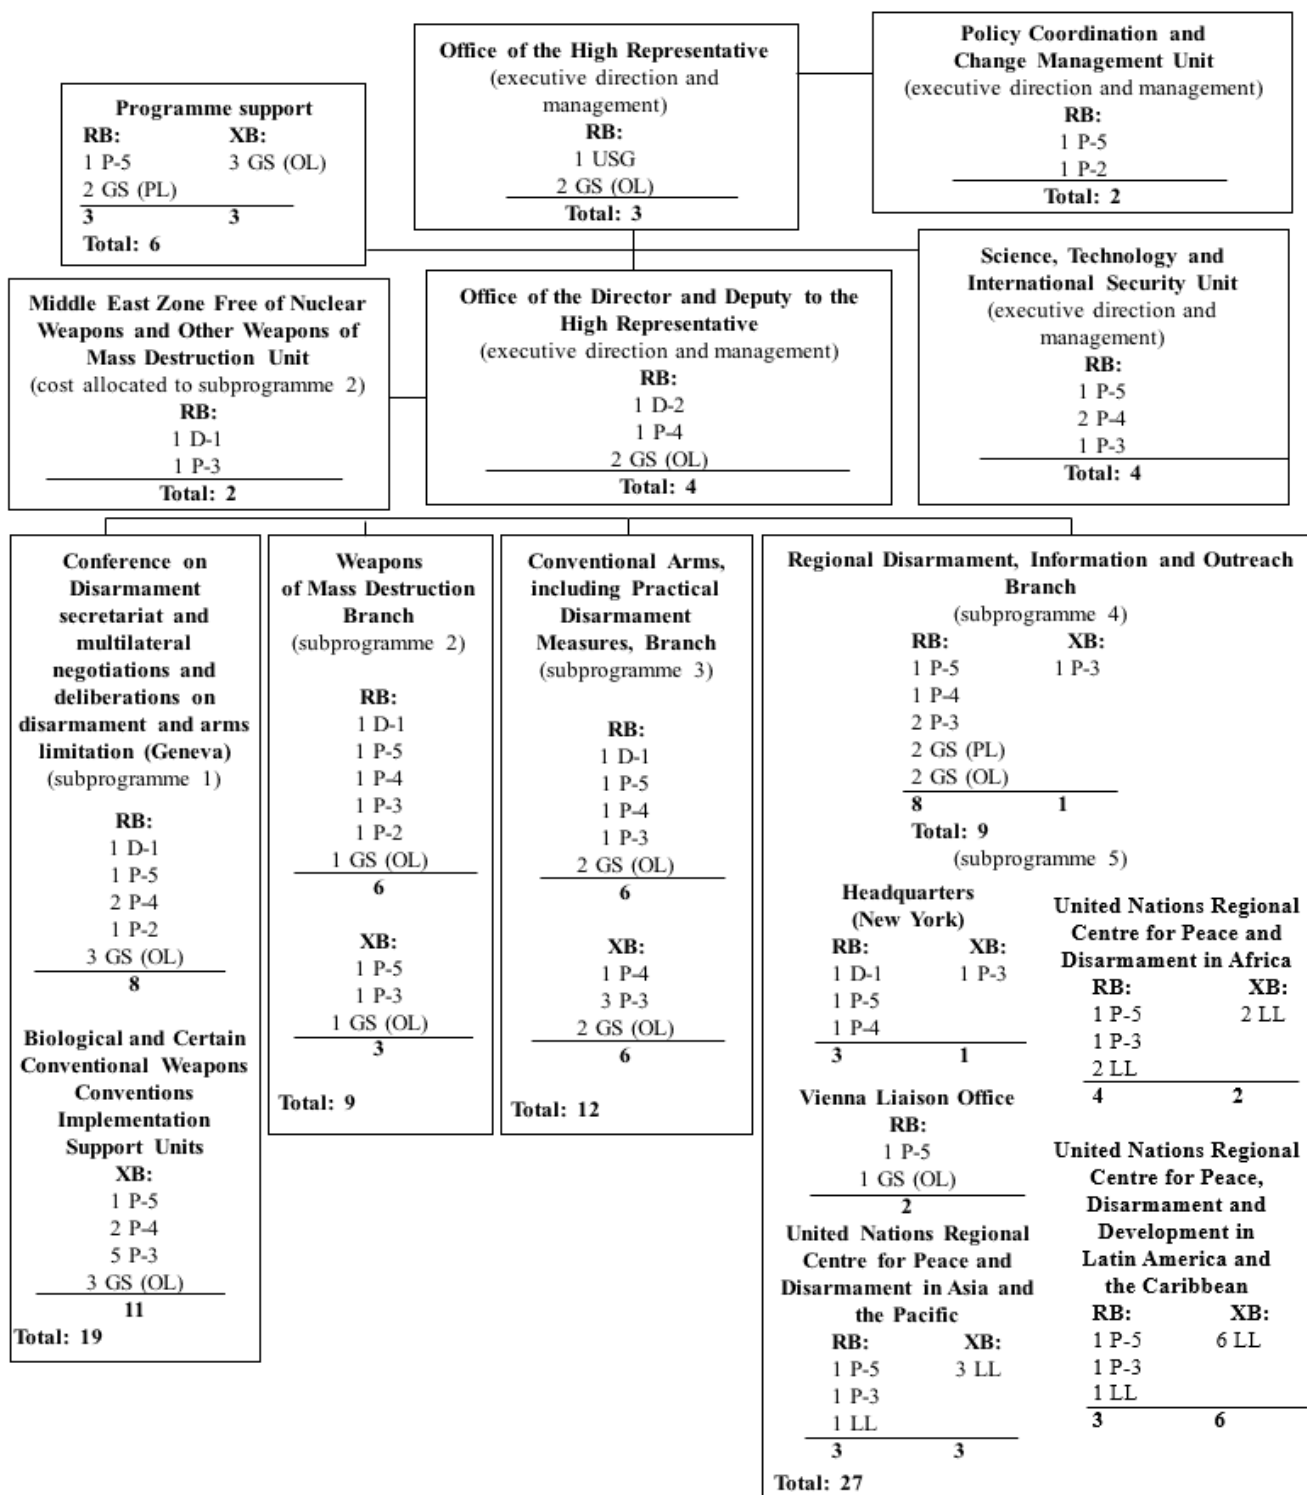 Office of the High Representative
(executive direction and
management)
RB:
1 USG
2 GS (OL)
Total: 3
Policy Coordination and
Change Management Unit
(executive direction and management)
RB:
1 P-5
1 P-2
Total: 2
Programme support
RB: XB:
1 P-5 3 GS (OL)
2 GS (PL)
3 3
Total: 6
Science, Technology and
International Security Unit
(executive direction and
management)
RB:
1 P-5
2 P-4
1 P-3
Total: 4
Middle East Zone Free of Nuclear
Weapons and Other Weapons of
Mass Destruction Unit
(cost allocated to subprogramme 2)
RB:
1 D-1
1 P-3
Total: 2
Office of the Director and Deputy to the
High Representative
(executive direction and management)
RB:
1 D-2
1 P-4
2 GS (OL)
Total: 4
Conference on
Disarmament
secretariat and
multilateral
negotiations and
deliberations on
disarmament and arms
limitation (Geneva)
(subprogramme 1)
RB:
1 D-1
1 P-5
2 P-4
1 P-2
3 GS (OL)
8
Biological and Certain
Conventional Weapons
Conventions
Implementation
Support Units
XB:
1 P-5
2 P-4
5 P-3
3 GS (OL)
11
Total: 19
Weapons
of Mass Destruction
Branch
(subprogramme 2)
RB:
1 D-1
1 P-5
1 P-4
1 P-3
1 P-2
1 GS (OL)
6
XB:
1 P-5
1 P-3
1 GS (OL)
3
Total: 9
Conventional Arms,
including Practical
Disarmament
Measures, Branch
(subprogramme 3)
RB:
1 D-1
1 P-5
1 P-4
1 P-3
2 GS (OL)
6
XB:
1 P-4
3 P-3
2 GS (OL)
6
Total: 12
Regional Disarmament, Information and Outreach
Branch
(subprogramme 4)
RB: XB:
1 P-5 1 P-3
1 P-4
2 P-3
2 GS (PL)
2 GS (OL)
8 1
Total: 9
(subprogramme 5)
Headquarters
(New York)
RB: XB:
1 D-1 1 P-3
1 P-5
1 P-4
3 1
Vienna Liaison Office
RB:
1 P-5
1 GS (OL)
2
United Nations Regional
Centre for Peace and
Disarmament in Asia and
the Pacific
RB: XB:
1 P-5 3 LL
1 P-3
1 LL
3 3
United Nations Regional
Centre for Peace and
Disarmament in Africa
RB: XB:
1 P-5 2 LL
1 P-3
2 LL
4 2
United Nations Regional
Centre for Peace,
Disarmament and
Development in
Latin America and
the Caribbean
RB: XB:
1 P-5 6 LL
1 P-3
1 LL
3 6
Total: 27